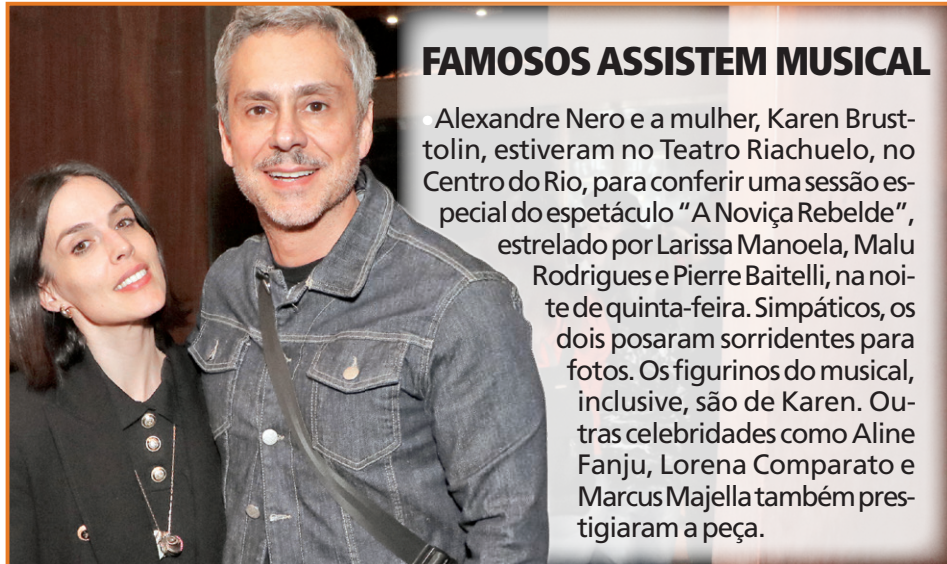 FAMOSOS ASSISTEM MUSICAL
•Alexandre Nero e a mulher, Karen Brust-
tolin, estiveram no Teatro Riachuelo, no
Centro do Rio, para conferir uma sessão es-
pecial do espetáculo “A Noviça Rebelde”,
estrelado por Larissa Manoela, Malu
Rodrigues e Pierre Baitelli, na noi-
te de quinta-feira. Simpáticos, os
dois posaram sorridentes para
fotos. Os figurinos do musical,
inclusive, são de Karen. Ou-
tras celebridades como Aline
Fanju, Lorena Comparato e
Marcus Majella também pres-
tigiaram a peça.